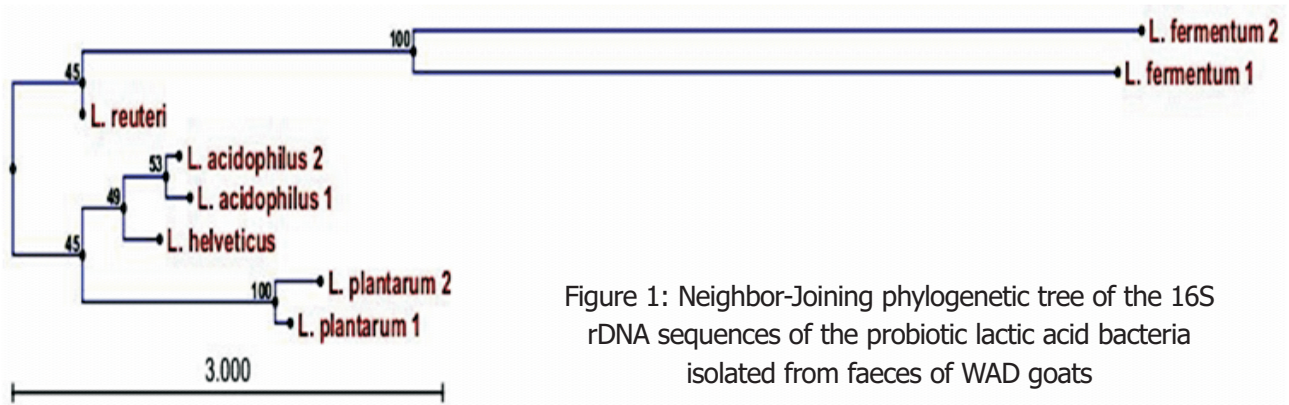 100
L. fermentum 2
L. fermentum 1
45
L. reuteri
53
L. acidophilus 2
L. acidophilus 1
49
L. helveticus
45
L. plantarum 2
100
L. plantarum 1
3.000
Figure 1: Neighbor-Joining phylogenetic tree of the 16S
rDNA sequences of the probiotic lactic acid bacteria
isolated from faeces of WAD goats